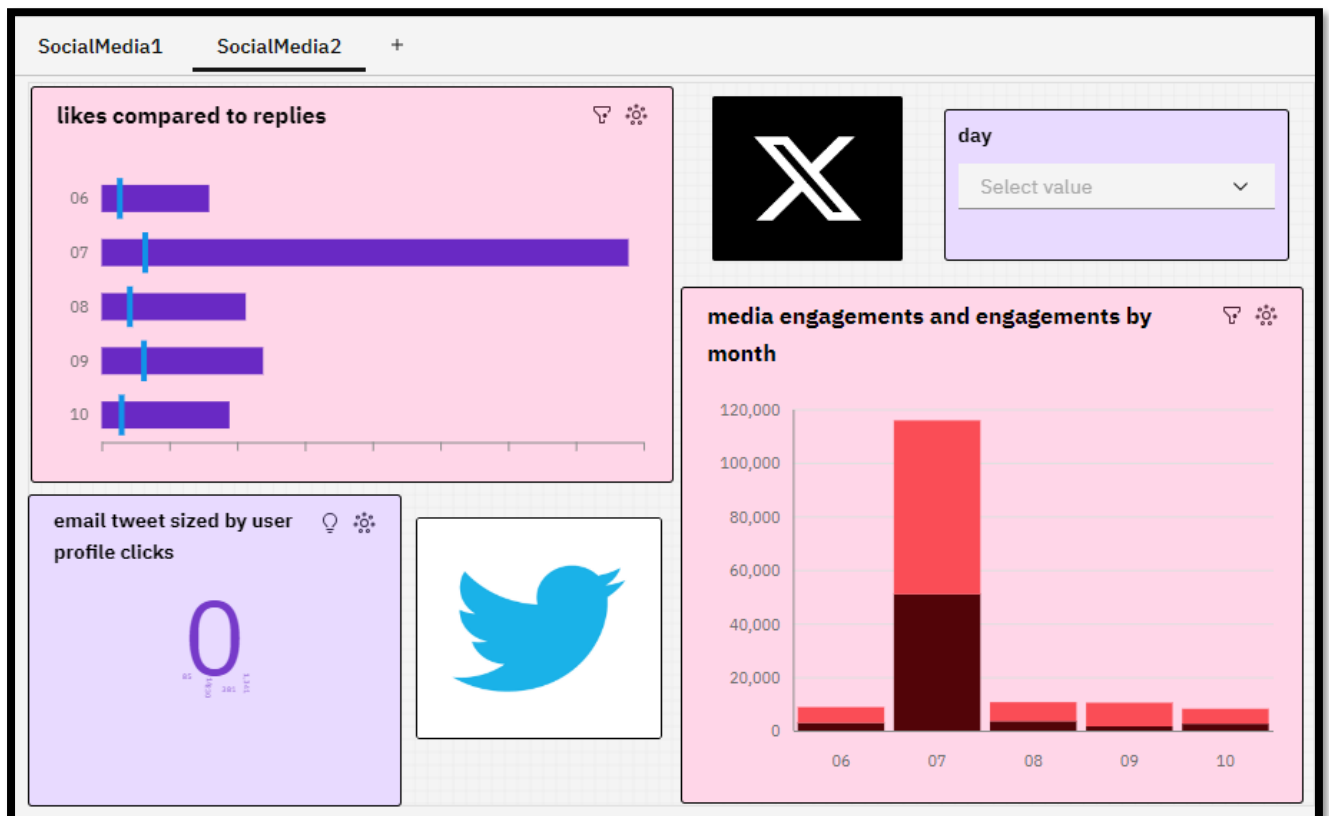 SocialMedia1
SocialMedia2
+
likes compared to replies
06
07
08
09
10
day
Select value
media engagements and engagements by
month
120,000
100,000
80,000
60,000
40,000
20,000
0
06
07
08
09
10
email tweet sized by user
profile clicks
0